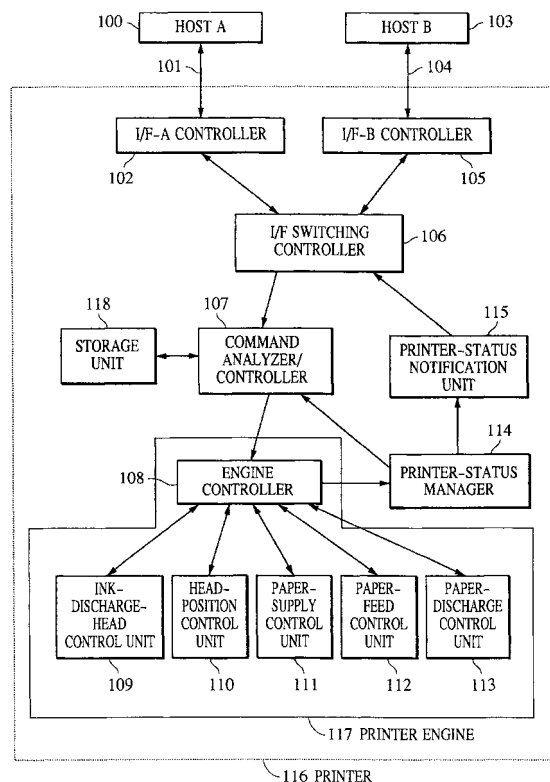 100
HOST A
HOST B
103
101
104
I/F-A CONTROLLER
I/F-B CONTROLLER
102
105
I/F SWITCHING
CONTROLLER
106
118
107
115
STORAGE
UNIT
COMMAND
ANALYZER/
CONTROLLER
PRINTER-STATUS
NOTIFICATION
UNIT
114
108
ENGINE
CONTROLLER
PRINTER-STATUS
MANAGER
INK-
DISCHARGE-
HEAD
CONTROL UNIT
HEAD-
POSITION
CONTROL
UNIT
PAPER-
SUPPLY
CONTROL
UNIT
PAPER-
FEED
CONTROL
UNIT
PAPER-
DISCHARGE
CONTROL
UNIT
109
110
111
112
113
117 PRINTER ENGINE
116 PRINTER